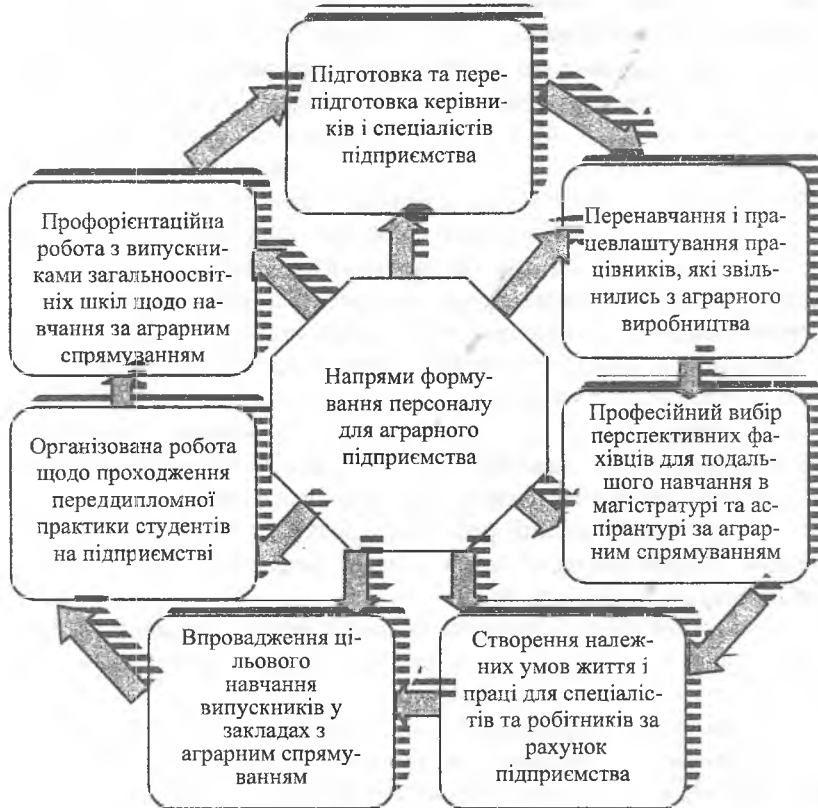 Підготовка та пере-
підготовка керівни-
ків і спеціалістів
підприємства
Перенавчання і пра-
цевлаштування пра-
цівників, які звіль-
нились з аграрного
виробництва
Професійний вибір
перспективних фа-
хівців для подаль-
шого навчання в
магістратурі та ас-
пірантурі за аграр-
ним спрямуванням
Створення належ-
них умов життя і
праці для спеціаліс-
тів та робітників за
рахунок
підприємства
Впровадження ці-
льового
навчання
випускників у
закладах з
аграрним спряму-
ванням
Організована робота
щодо проходження
переддипломної
практики студентів
на підприємстві
Профорієнтаційна
робота з випускни-
ками загальноосвіт-
ніх шкіл щодо на-
вчання за аграрним
спрямуванням
Напрями форму-
вання персоналу
для аграрного
підприємства